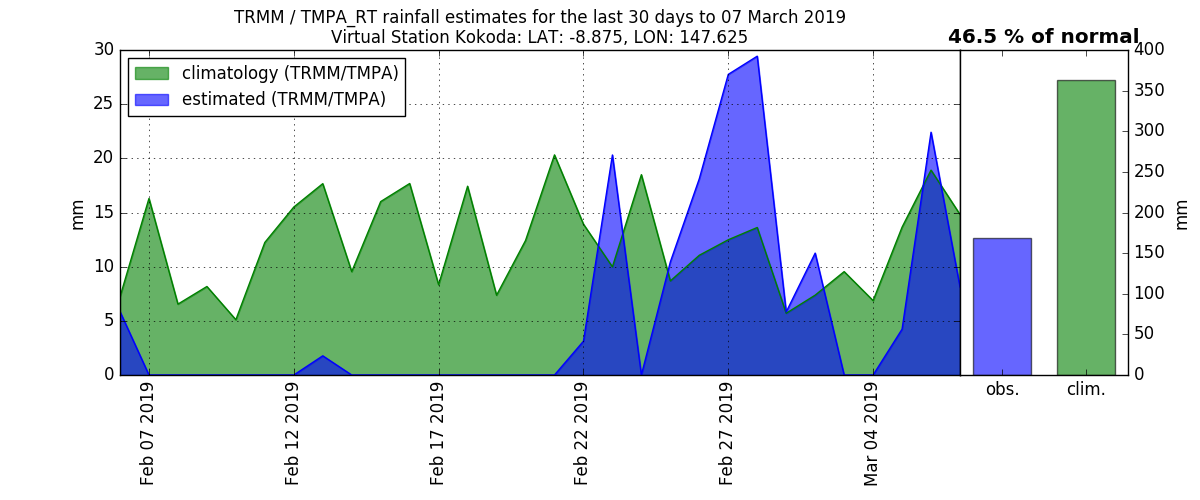 TRMM / TMPA_RT rainfall estimates for the last 30 days to 07 March 2019
Virtual Station Kokoda: LAT: -8.875, LON: 147.625
46.5 % of normal
climatology (TRMM/TMPA)
estimated (TRMM/TMPA)
30
25
20
15
10
5
0
mm
Feb 07 2019
Feb 12 2019
Feb 17 2019
Feb 22 2019
Feb 27 2019
Mar 04 2019
obs.
clim.
400
350
300
250
200
150
100
50
0
mm